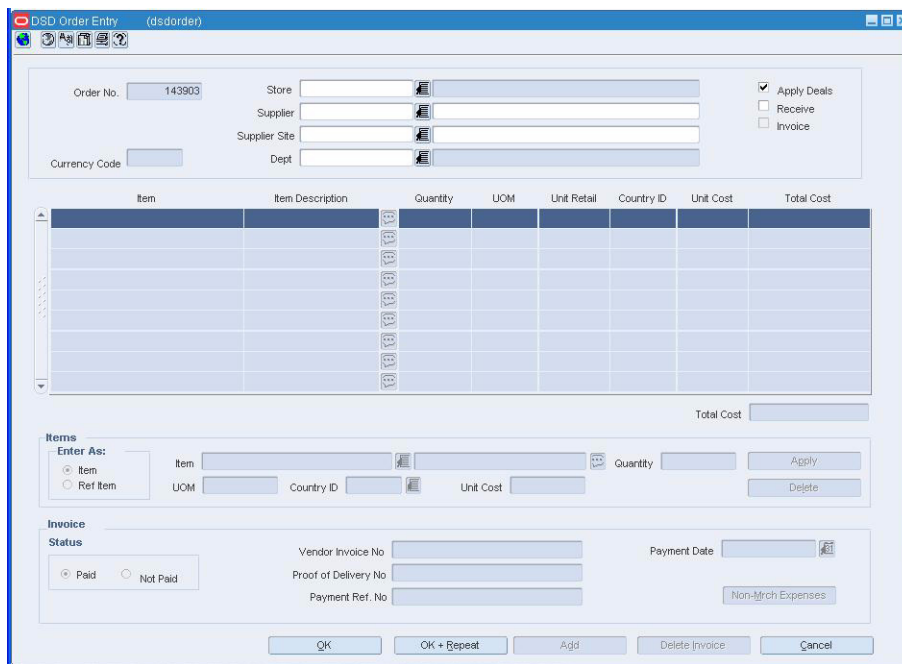 DSD Order Entry (dsdorder)
Order No. 143903 Store Apply Deals
Supplier Receive
Supplier Site Invoice
Currency Code Dept
Item Item Description Quantity UOM Unit Retail Country ID Unit Cost Total Cost
Total Cost
Items
Enter As:
Item Item Quantity Apply
Ref Item UOM Country ID Unit Cost Delete
Invoice
Status
Vendor Invoice No Payment Date
Paid Not Paid Proof of Delivery No
Payment Ref. No Non-Mrch Expenses
OK OK + Repeat Add Delete Invoice Cancel